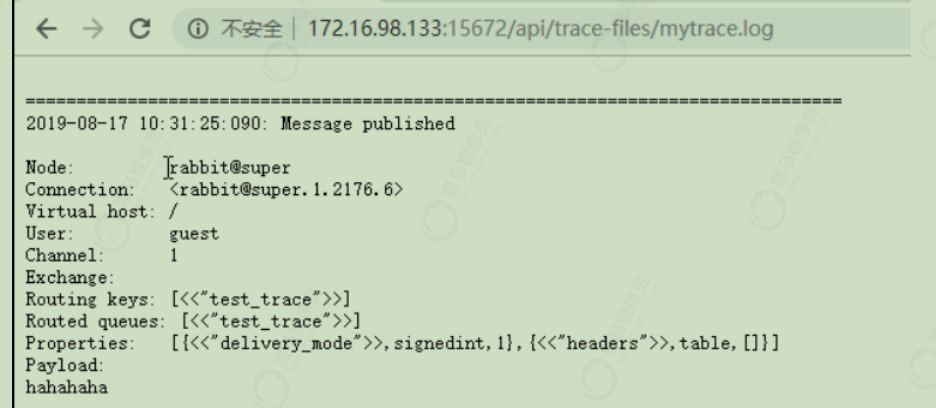 不安全 | 172.16.98.133:15672/api/trace-files/mytrace.log
================================================================================
2019-08-17 10:31:25:090: Message published
Node: rabbit@super
Connection: <rabbit@super.1.2176.6>
Virtual host: /
User: guest
Channel: 1
Exchange:
Routing keys: [<<"test_trace">>]
Routed queues: [<<"test_trace">>]
Properties: [{<<"delivery_mode">>,signedint,1},{<<"headers">>,table,[]}]
Payload:
hahahaha